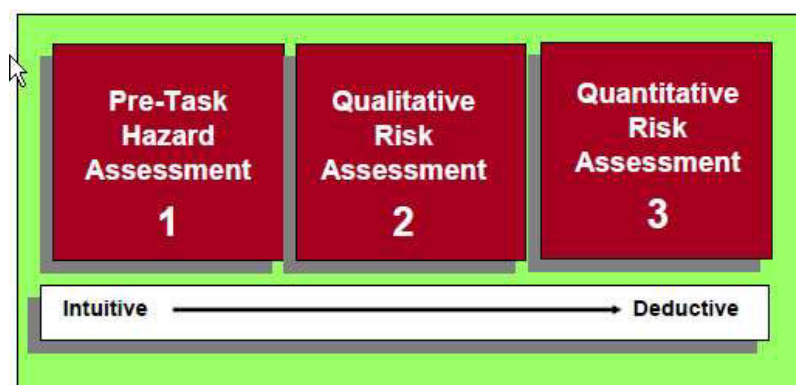 Pre-Task
Hazard
Assessment
1
Qualitative
Risk
Assessment
2
Quantitative
Risk
Assessment
3
Intuitive
Deductive